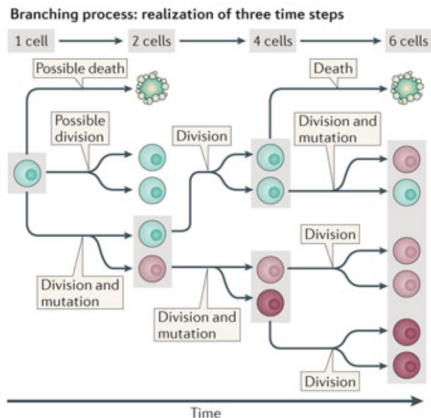 Branching process: realization of three time steps
1 cell
2 cells
4 cells
6 cells
Possible death
Death
Possible
division
Division
Division and
mutation
Division
Division and
mutation
Division and
mutation
Division
Time